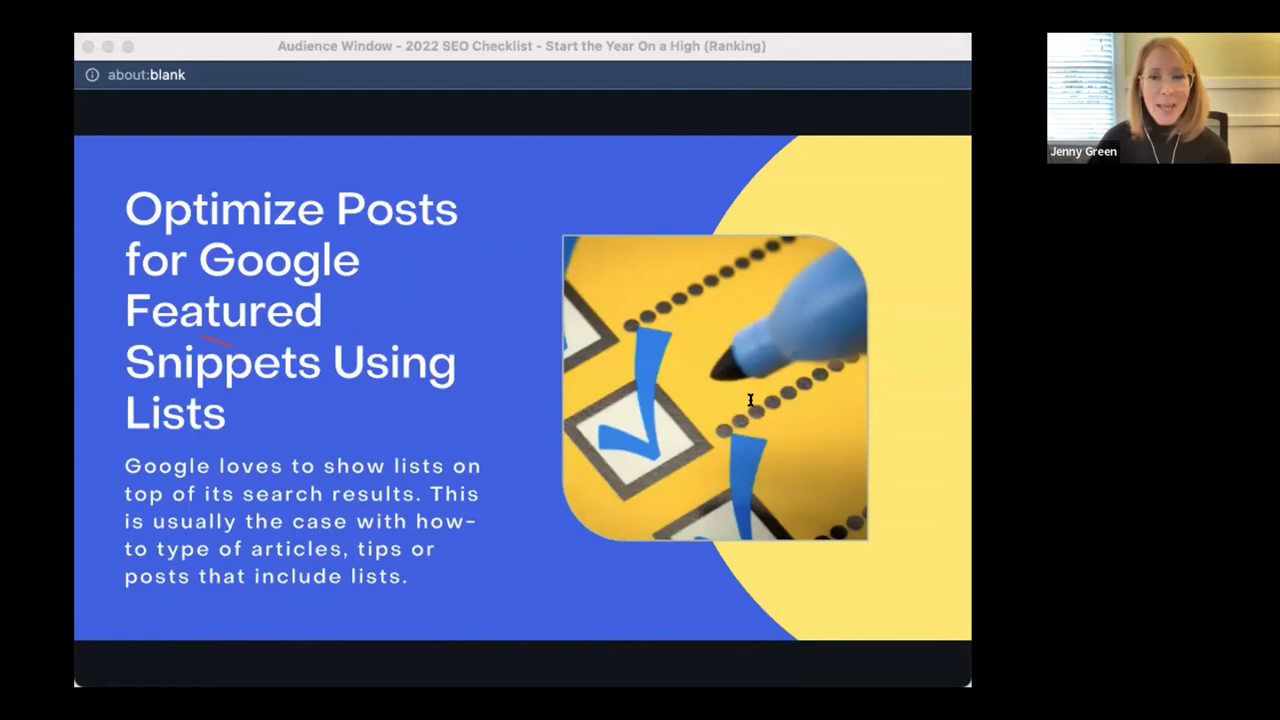 Audience Window - 2022 SEO Checklist - Start the Year On a High (Ranking)
about:blank
Optimize Posts
for Google
Featured
Snippets Using
Lists
Google loves to show lists on
top of its search results. This
is usually the case with how-
to type of articles, tips or
posts that include lists.
Jenny Green